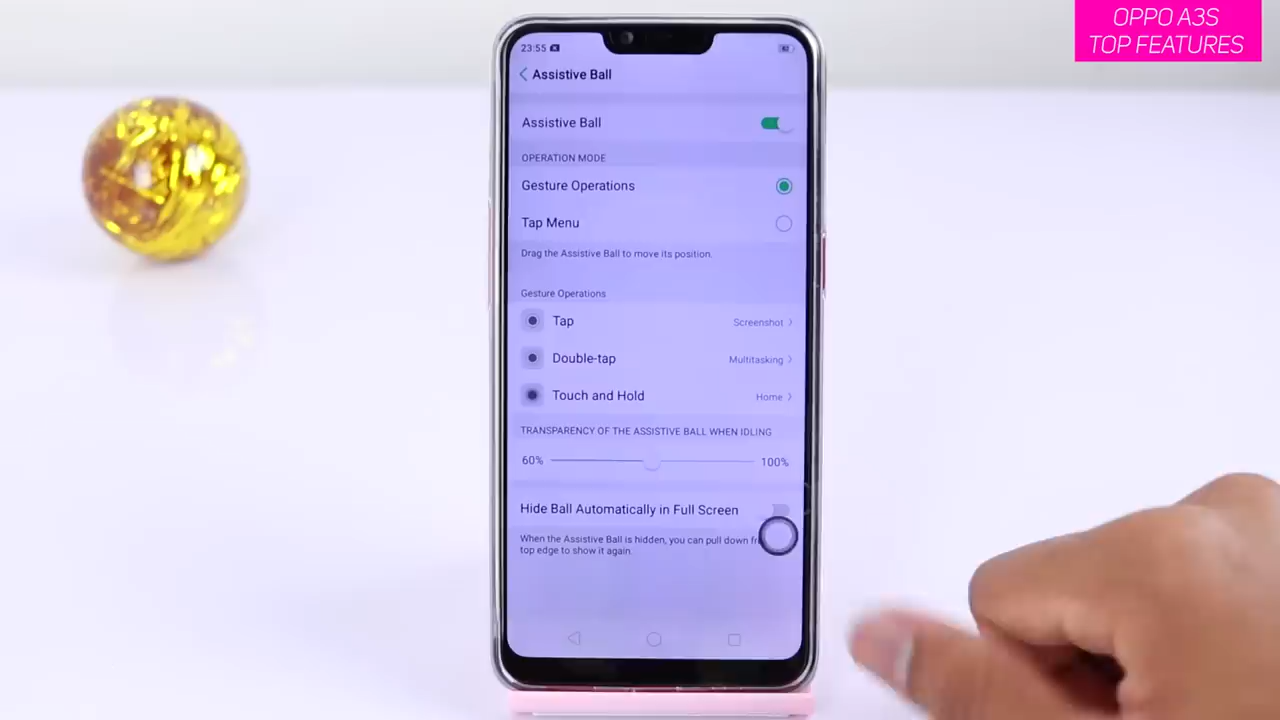 OPPO A3S
TOP FEATURES
23:55
Assistive Ball
Assistive Ball
OPERATION MODE
Gesture Operations
Tap Menu
Drag the Assistive Ball to move its position.
Gesture Operations
Tap Screenshot
Double-tap Multitasking
Touch and Hold Home
TRANSPARENCY OF THE ASSISTIVE BALL WHEN IDLING
60% 100%
Hide Ball Automatically in Full Screen
When the Assistive Ball is hidden, you can pull down
top edge to show it again.